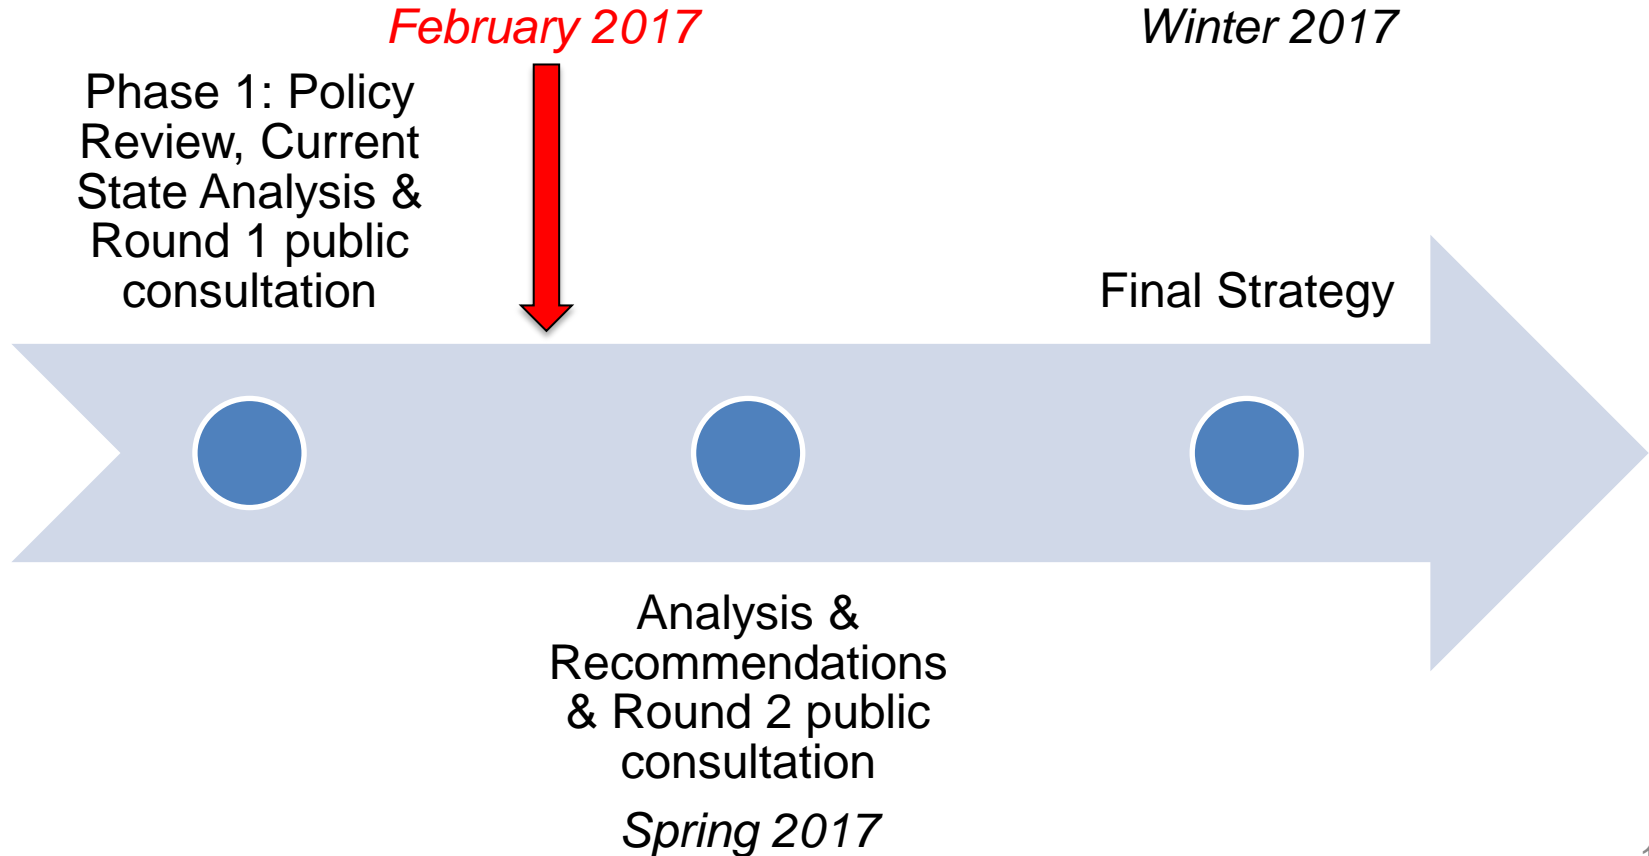 February 2017
Winter 2017
Phase 1: Policy
Review, Current
State Analysis &
Round 1 public
consultation
Final Strategy
Analysis &
Recommendations
& Round 2 public
consultation
Spring 2017